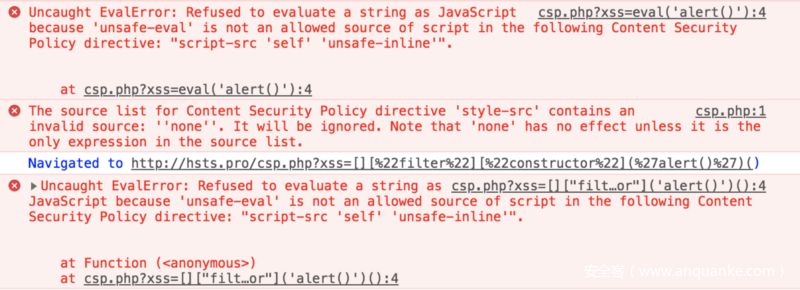 Uncaught EvalError: Refused to evaluate a string as JavaScript csp.php?xss=eval('alert()'):4
because 'unsafe-eval' is not an allowed source of script in the following Content
Security Policy directive: "script-src 'self' 'unsafe-inline'".
at csp.php?xss=eval('alert()'):4
The source list for Content Security Policy directive 'style-src' contains an csp.php:1
invalid source: ''none''. It will be ignored. Note that 'none' has no effect unless it is the
only expression in the source list.
Navigated to http://hsts.pro/csp.php?xss=[][%22filter%22][%22constructor%22](%27alert()%27)()
Uncaught EvalError: Refused to evaluate a string as csp.php?xss=[]["filt…or"]('alert()')():4
JavaScript because 'unsafe-eval' is not an allowed source of script in the following Content
Security Policy directive: "script-src 'self' 'unsafe-inline'".
at Function (<anonymous>)
at csp.php?xss=[]["filt…or"]('alert()')():4
安全客（www.anquanke.com）